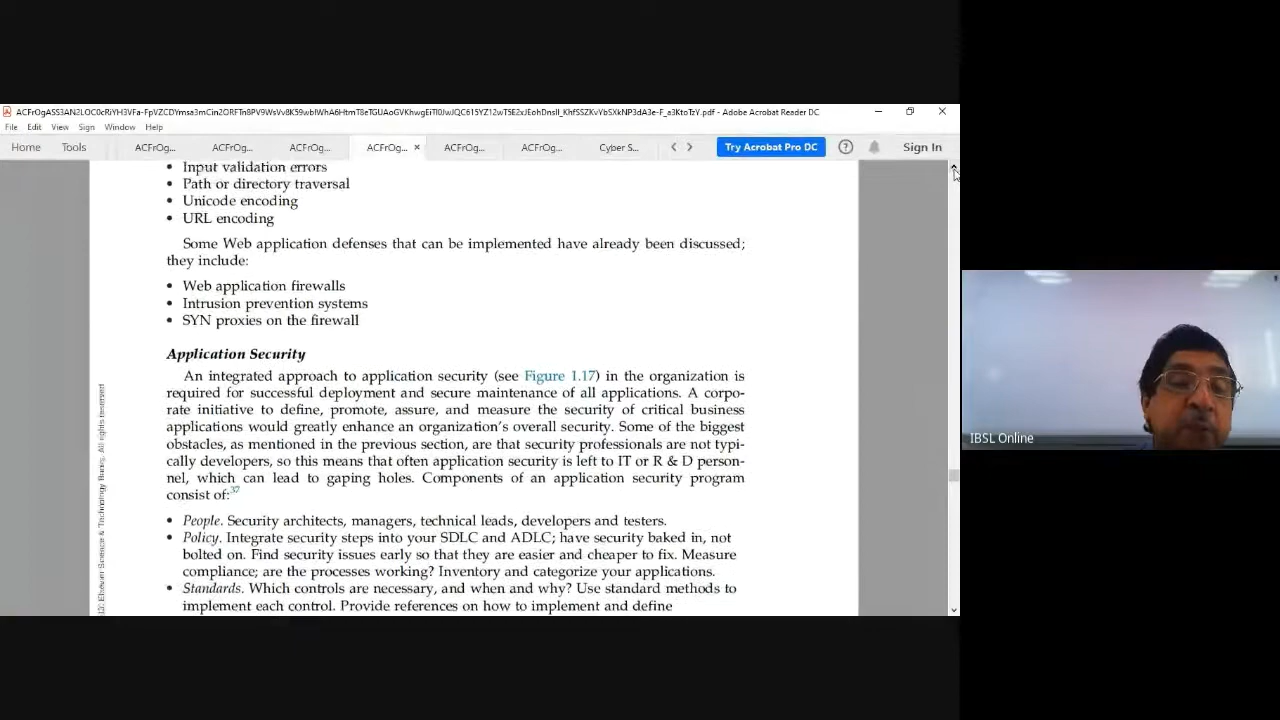 File Edit View Sign Window Help
Home Tools ACFrOg... ACFrOg... ACFrOg... ACFrOg... × ACFrOg... ACFrOg... Cyber S... Try Acrobat Pro DC Sign In
• Input validation errors
• Path or directory traversal
• Unicode encoding
• URL encoding
Some Web application defenses that can be implemented have already been discussed;
they include:
• Web application firewalls
• Intrusion prevention systems
• SYN proxies on the firewall
Application Security
An integrated approach to application security (see Figure 1.17) in the organization is
required for successful deployment and secure maintenance of all applications. A corpo-
rate initiative to define, promote, assure, and measure the security of critical business
applications would greatly enhance an organization's overall security. Some of the biggest
obstacles, as mentioned in the previous section, are that security professionals are not typi-
cally developers, so this means that often application security is left to IT or R & D person-
nel, which can lead to gaping holes. Components of an application security program
consist of:37
• People. Security architects, managers, technical leads, developers and testers.
• Policy. Integrate security steps into your SDLC and ADLC; have security baked in, not
bolted on. Find security issues early so that they are easier and cheaper to fix. Measure
compliance; are the processes working? Inventory and categorize your applications.
• Standards. Which controls are necessary, and when and why? Use standard methods to
implement each control. Provide references on how to implement and define
Elsevier Science & Technology Books. All rights reserved
IBSL Online